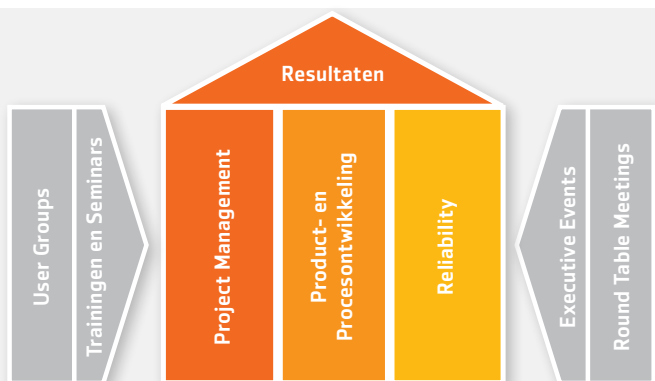 Resultaten
User Groups
Trainingen en Seminars
Project Management
Product- en
Procesontwikkeling
Reliability
Executive Events
Round Table Meetings